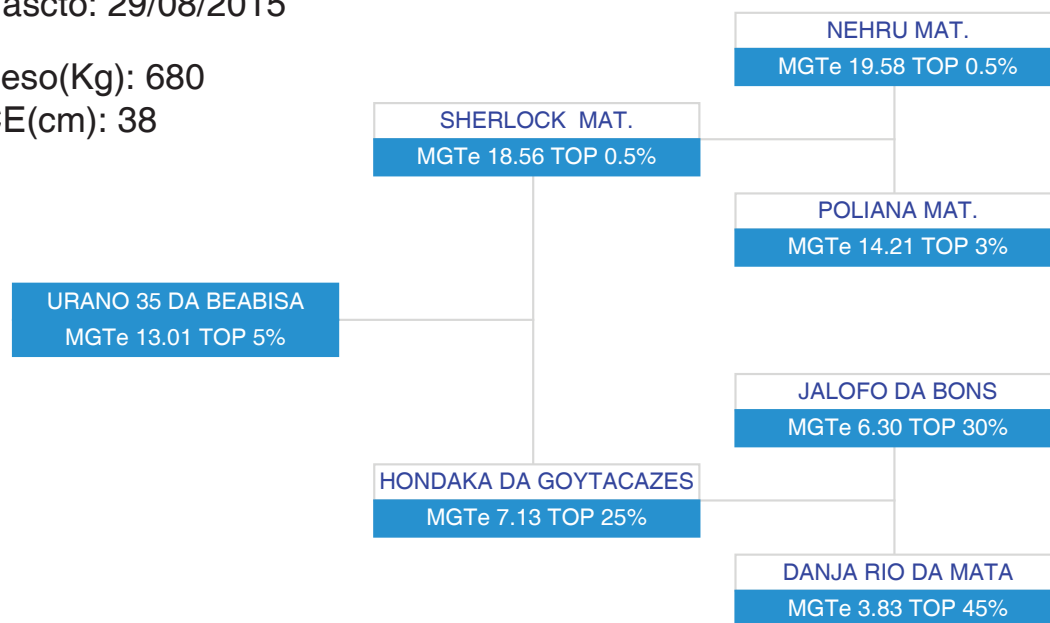 ascto: 29/08/2015
eso(Kg): 680
E(cm): 38
NEHRU MAT.
MGTe 19.58 TOP 0.5%
SHERLOCK MAT.
MGTe 18.56 TOP 0.5%
POLIANA MAT.
MGTe 14.21 TOP 3%
URANO 35 DA BEABISA
MGTe 13.01 TOP 5%
JALOFO DA BONS
MGTe 6.30 TOP 30%
HONDAKA DA GOYTACAZES
MGTe 7.13 TOP 25%
DANJA RIO DA MATA
MGTe 3.83 TOP 45%